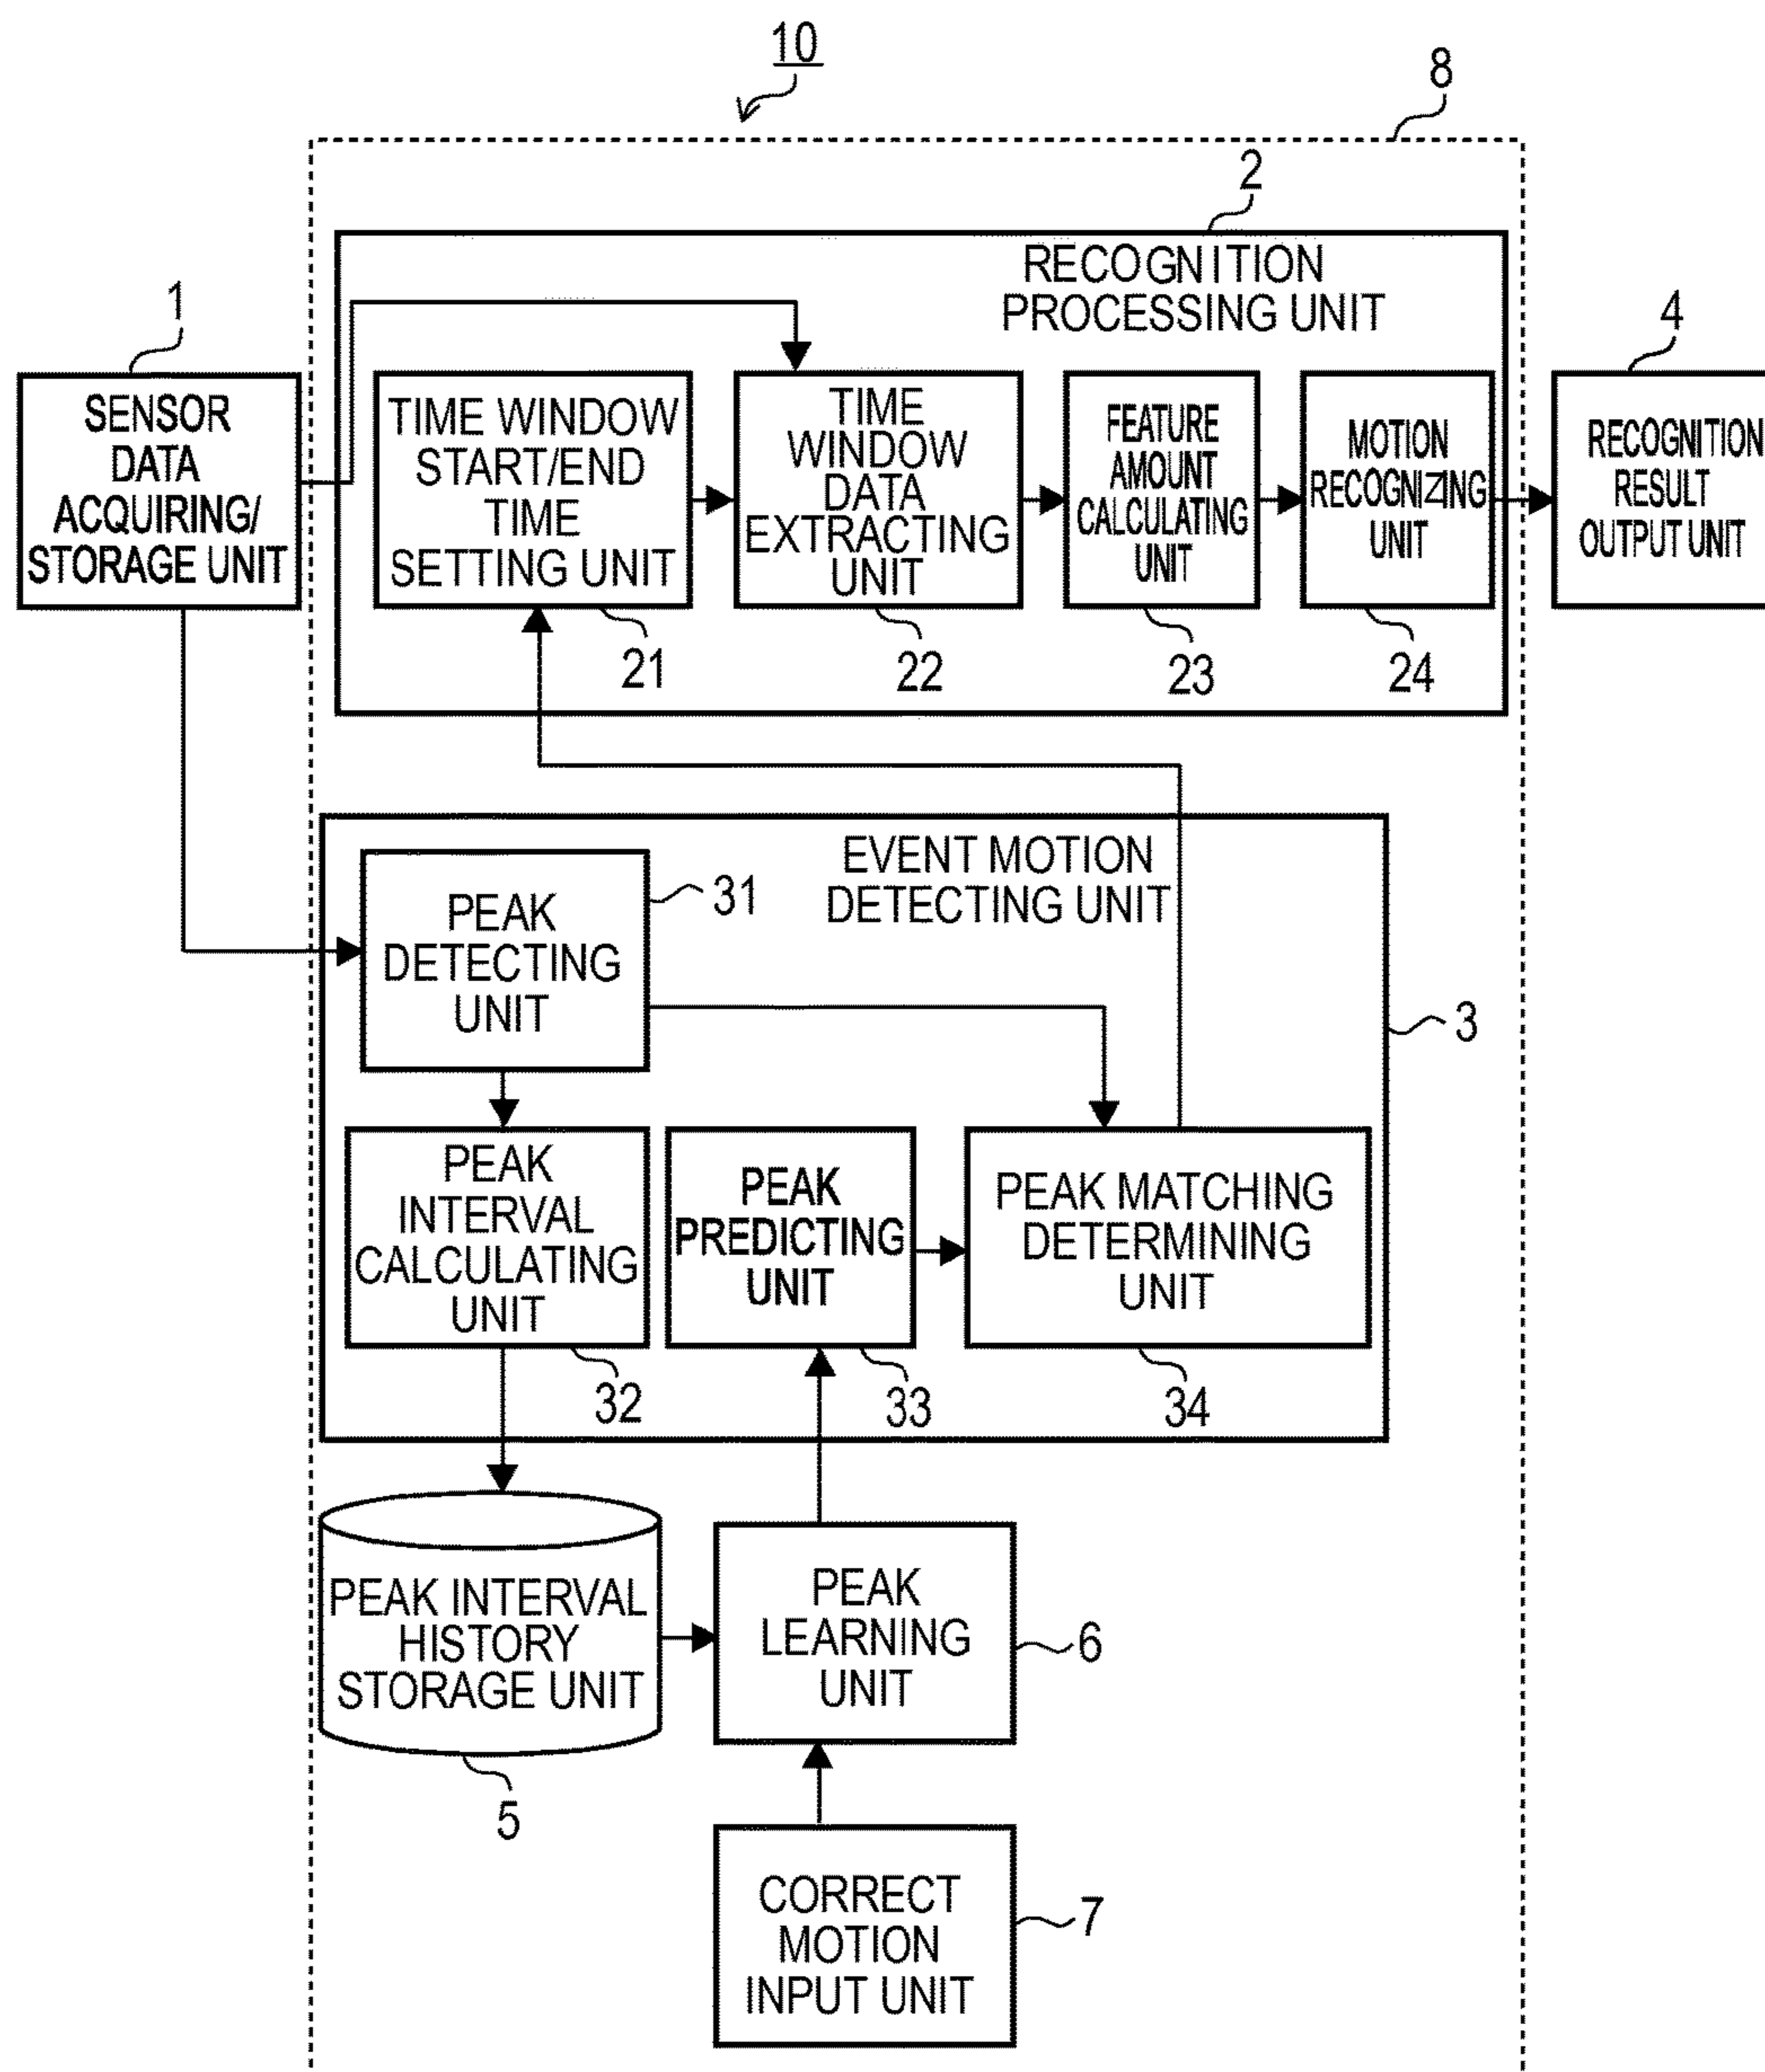 10
8
2
RECOGNITION
PROCESSING UNIT
1
SENSOR
DATA
ACQUIRING/
STORAGE UNIT
TIME WINDOW
START/END
TIME
SETTING UNIT
21
TIME
WINDOW
DATA
EXTRACTING
UNIT
22
FEATURE
AMOUNT
CALCULATING
UNIT
23
MOTION
RECOGNIZING
UNIT
24
4
RECOGNITION
RESULT
OUTPUT UNIT
EVENT MOTION
DETECTING UNIT
3
PEAK
DETECTING
UNIT
31
PEAK
INTERVAL
CALCULATING
UNIT
32
PEAK
PREDICTING
UNIT
33
PEAK MATCHING
DETERMINING
UNIT
34
PEAK INTERVAL
HISTORY
STORAGE UNIT
5
PEAK
LEARNING
UNIT
6
CORRECT
MOTION
INPUT UNIT
7